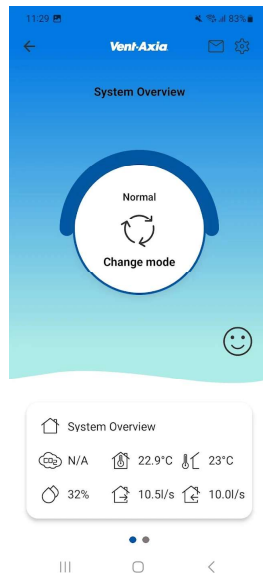 11:29 83%
Vent-Axia
System Overview
Normal
Change mode
System Overview
CO2 N/A 22.9°C 23°C
32% 10.5l/s 10.0l/s